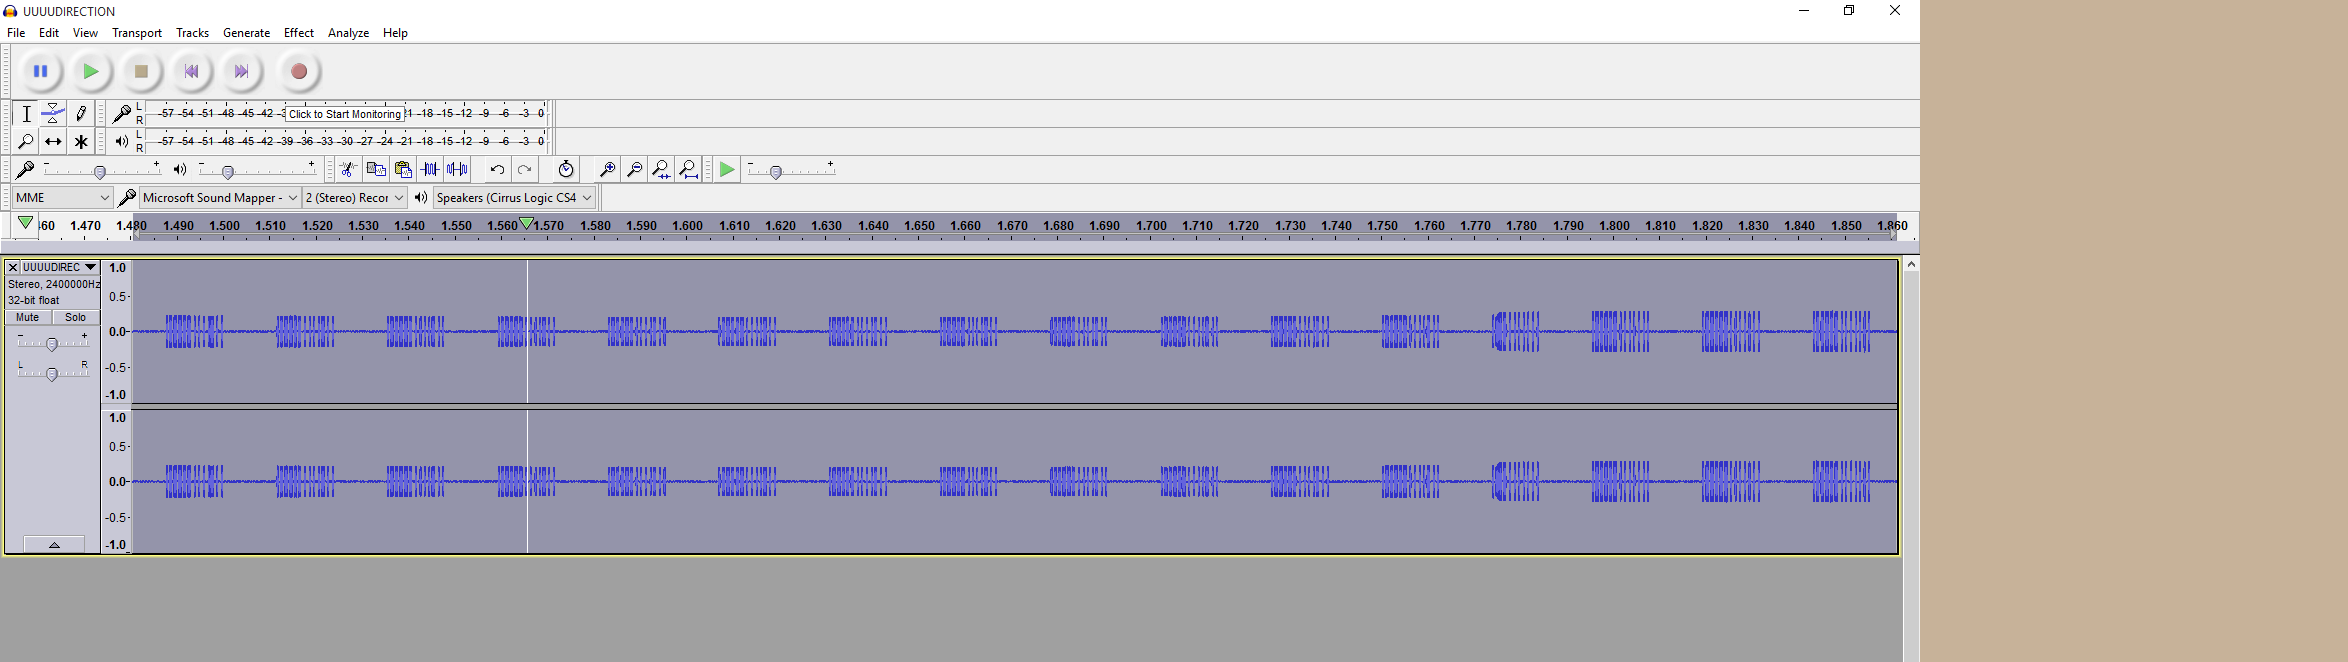 UUUUDIRECTION
File Edit View Transport Tracks Generate Effect Analyze Help
L
R
-57 -54 -51 -48 -45 -42 -3 Click to Start Monitoring 21 -18 -15 -12 -9 -6 -3 0
L
R
-57 -54 -51 -48 -45 -42 -39 -36 -33 -30 -27 -24 -21 -18 -15 -12 -9 -6 -3 0
- + - + - +
MME Microsoft Sound Mapper - 2 (Stereo) Recor Speakers (Cirrus Logic CS4
60 1.470 1.480 1.490 1.500 1.510 1.520 1.530 1.540 1.550 1.560 1.570 1.580 1.590 1.600 1.610 1.620 1.630 1.640 1.650 1.660 1.670 1.680 1.690 1.700 1.710 1.720 1.730 1.740 1.750 1.760 1.770 1.780 1.790 1.800 1.810 1.820 1.830 1.840 1.850 1.860
UUUUDIREC
Stereo, 2400000Hz
32-bit float
Mute Solo
- +
L R
1.0
0.5-
0.0-
-0.5-
-1.0
1.0
0.5-
0.0-
-0.5-
-1.0